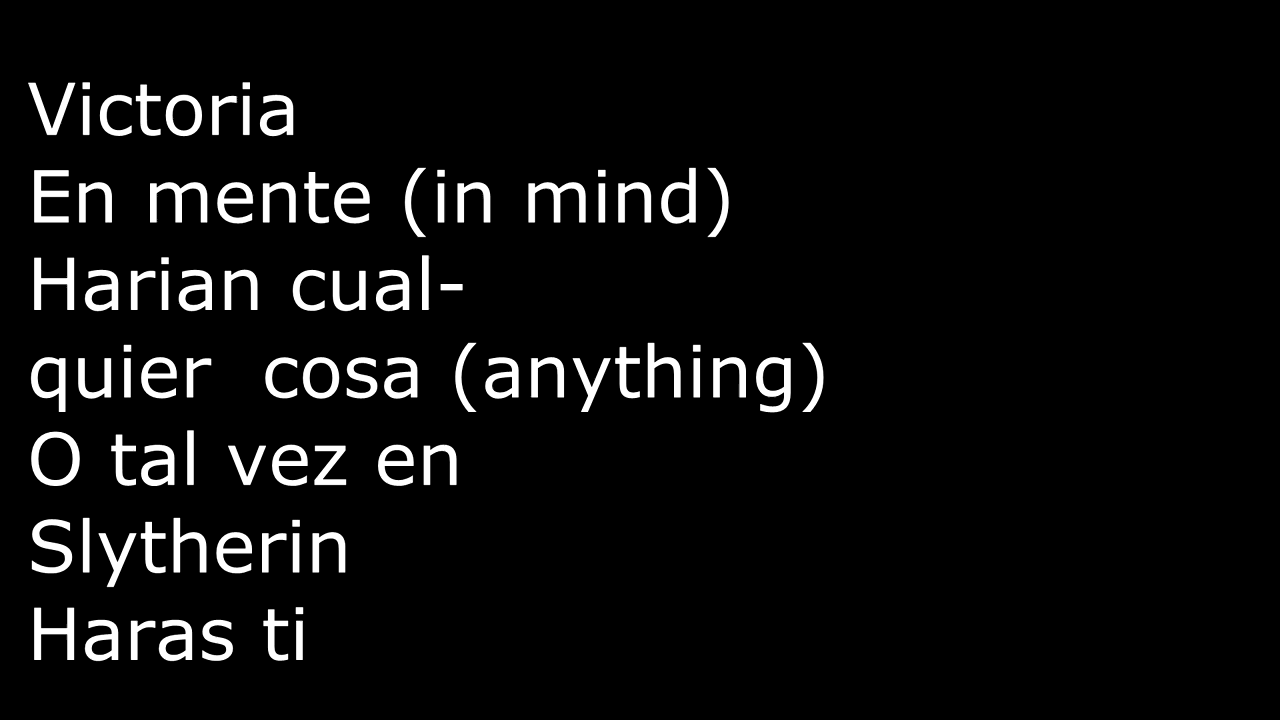 Victoria
En mente (in mind)
Harian cual-
quier  cosa (anything)
O tal vez en
Slytherin
Haras ti